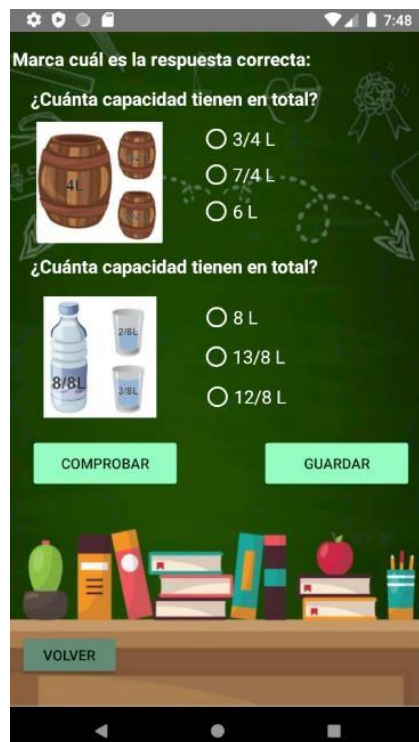 7:48
Marca cuál es la respuesta correcta:
¿Cuánta capacidad tienen en total?
4L
3/4 L
7/4 L
6 L
¿Cuánta capacidad tienen en total?
8/8L
2/8L
3/8L
8 L
13/8 L
12/8 L
COMPROBAR
GUARDAR
VOLVER